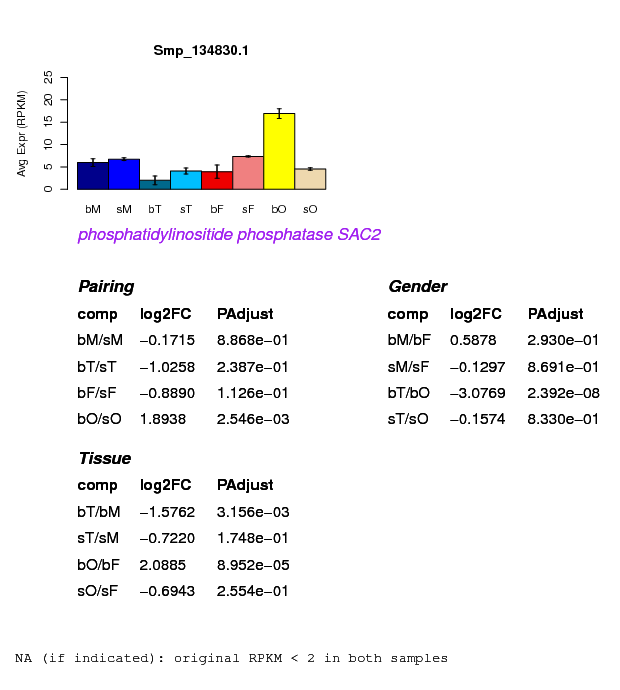 Smp_134830.1
Avg Expr (RPKM)
0 5 10 15 20 25
bM sM bT sT bF sF bO sO
phosphatidylinositide phosphatase SAC2
Pairing
comp log2FC PAdjust
bM/sM −0.1715 8.868e−01
bT/sT −1.0258 2.387e−01
bF/sF −0.8890 1.126e−01
bO/sO 1.8938 2.546e−03
Gender
comp log2FC PAdjust
bM/bF 0.5878 2.930e−01
sM/sF −0.1297 8.691e−01
bT/bO −3.0769 2.392e−08
sT/sO −0.1574 8.330e−01
Tissue
comp log2FC PAdjust
bT/bM −1.5762 3.156e−03
sT/sM −0.7220 1.748e−01
bO/bF 2.0885 8.952e−05
sO/sF −0.6943 2.554e−01
NA (if indicated): original RPKM < 2 in both samples